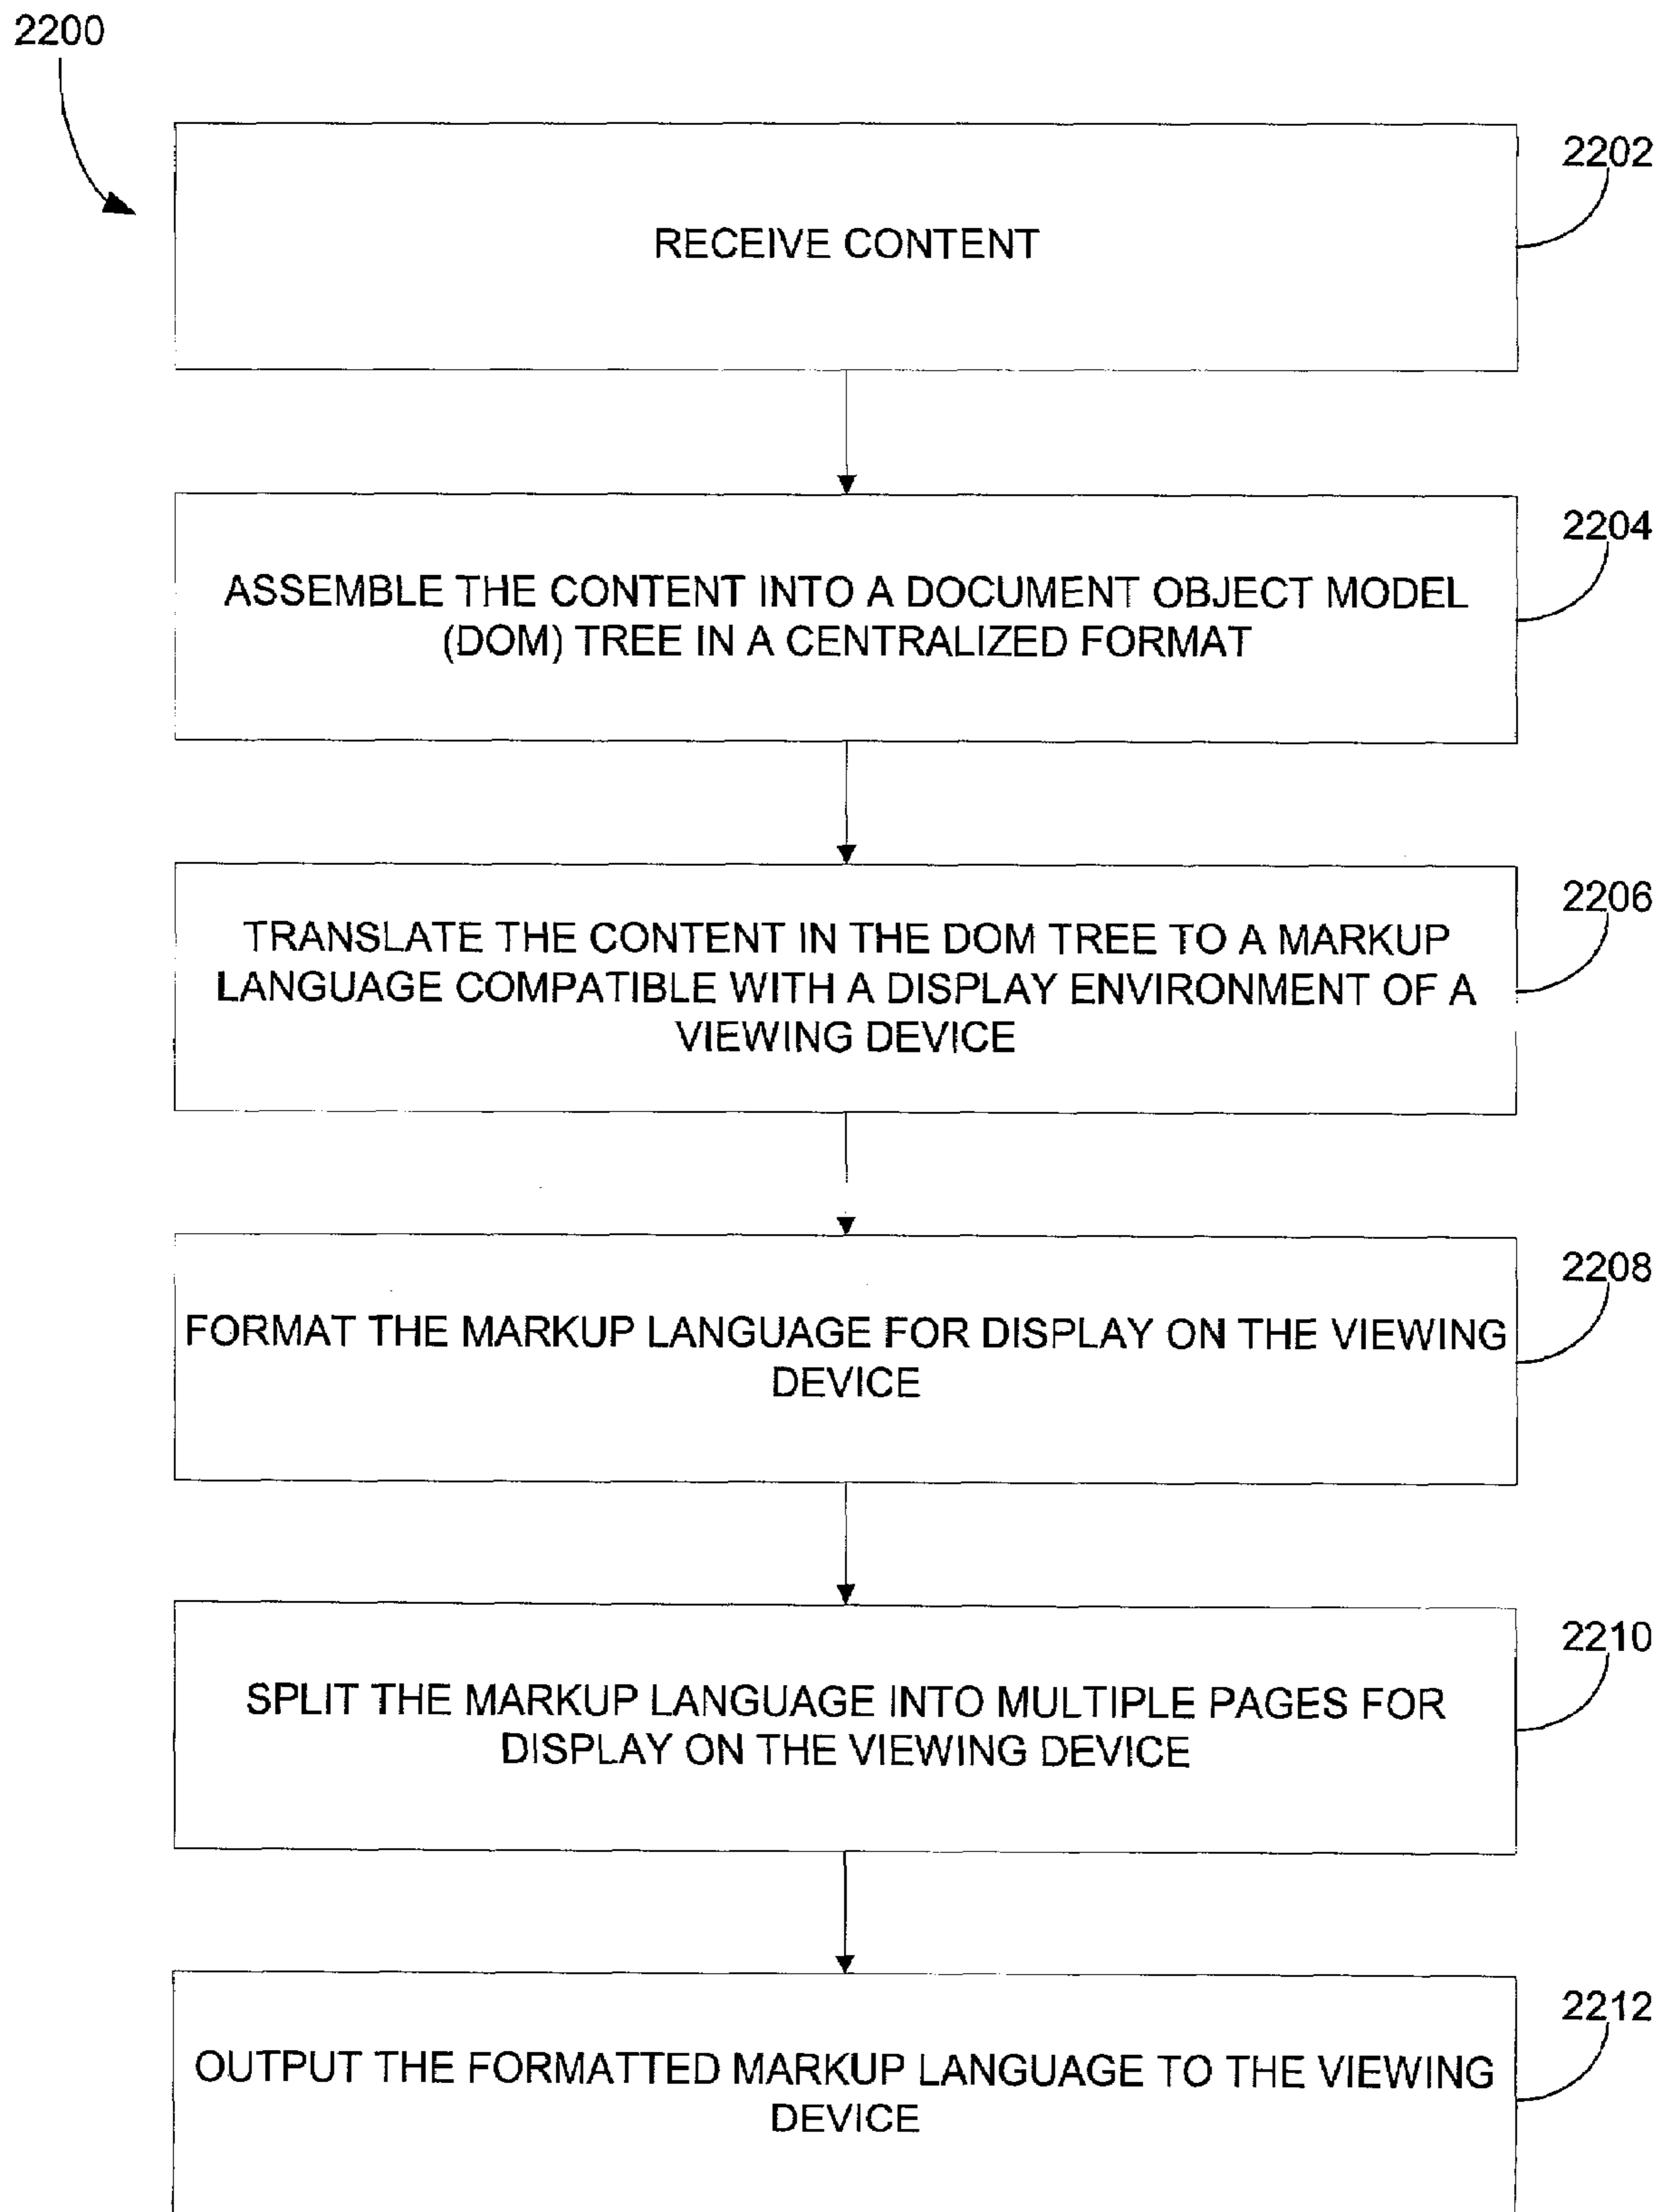 2200
2202
RECEIVE CONTENT
2204
ASSEMBLE THE CONTENT INTO A DOCUMENT OBJECT MODEL
(DOM) TREE IN A CENTRALIZED FORMAT
2206
TRANSLATE THE CONTENT IN THE DOM TREE TO A MARKUP
LANGUAGE COMPATIBLE WITH A DISPLAY ENVIRONMENT OF A
VIEWING DEVICE
2208
FORMAT THE MARKUP LANGUAGE FOR DISPLAY ON THE VIEWING
DEVICE
2210
SPLIT THE MARKUP LANGUAGE INTO MULTIPLE PAGES FOR
DISPLAY ON THE VIEWING DEVICE
2212
OUTPUT THE FORMATTED MARKUP LANGUAGE TO THE VIEWING
DEVICE